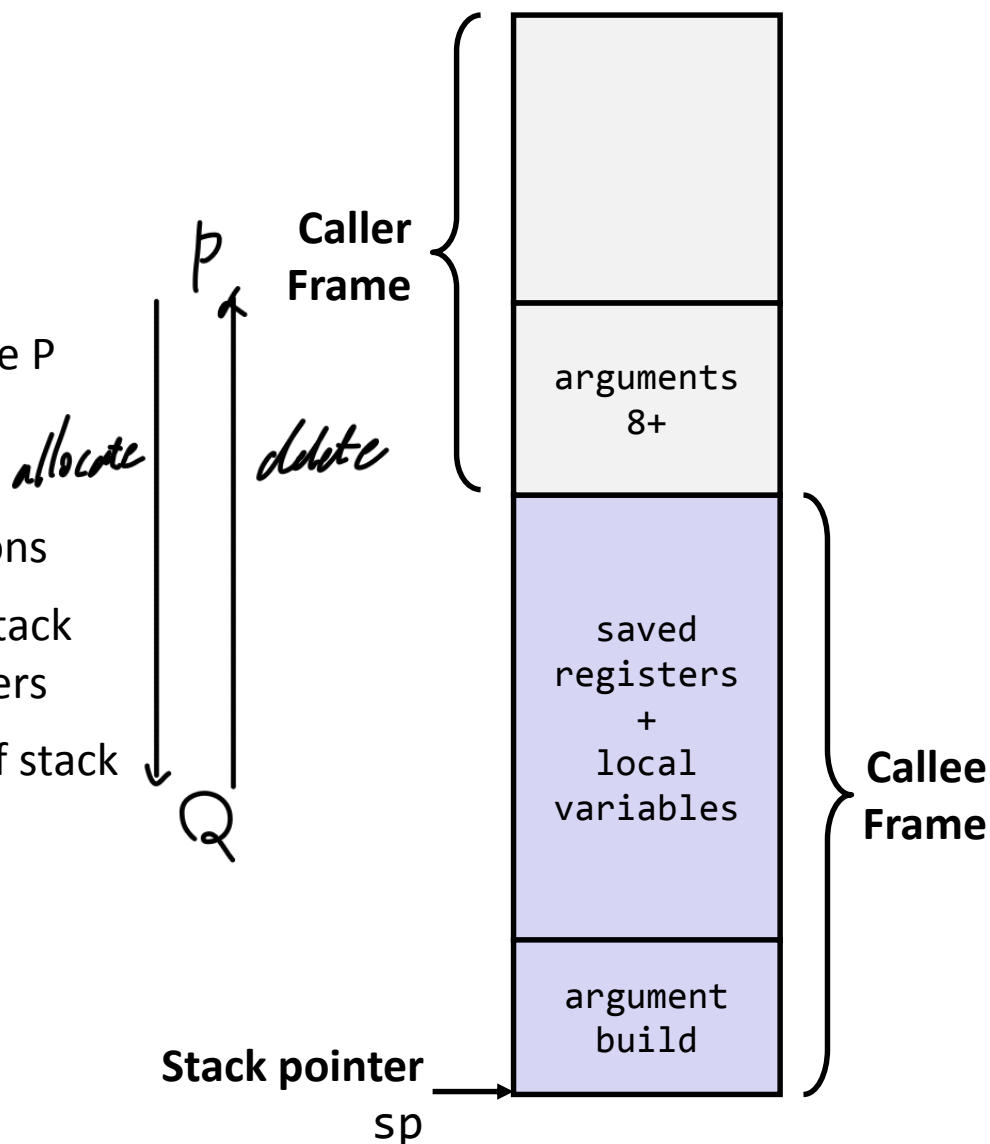 Caller
Frame
P
e P
allocate
delete
ons
tack
ers
f stack
Q
arguments
8+
saved
registers
+
local
variables
Callee
Frame
argument
build
Stack pointer
sp